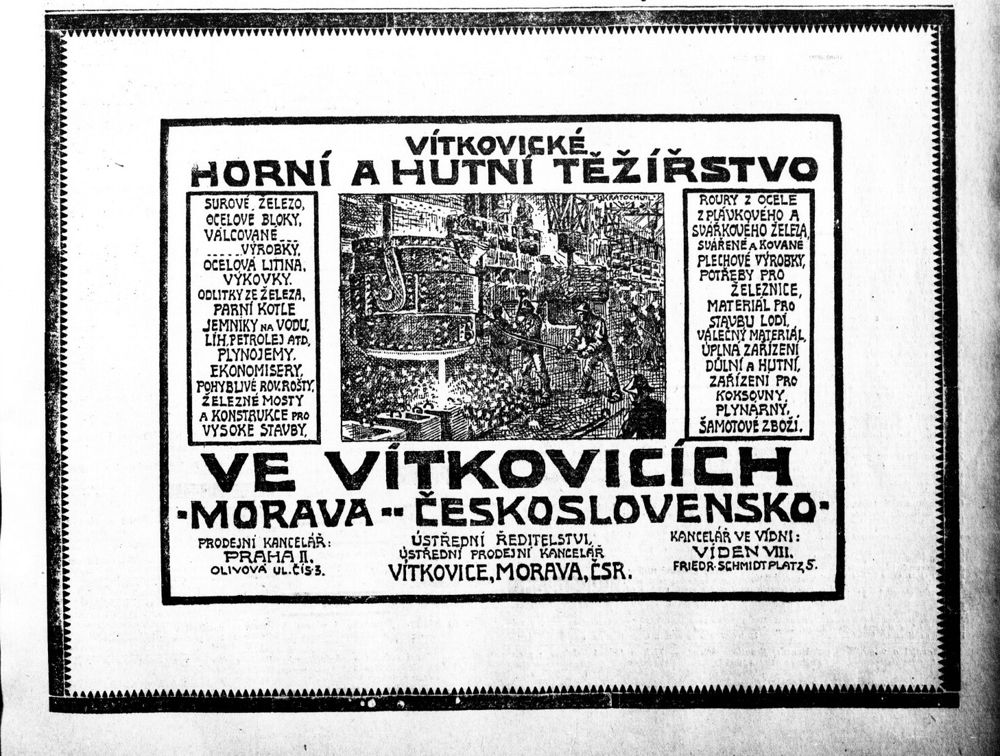 VÍTKOVICKÉ
HORNÍ A HUTNÍ TĚŽÍŘSTVO
SUROVÉ ŽELEZO,
OCELOVÉ BLOKY,
VÁLCOVANÉ...
......VÝROBKY,
OCELOVÁ LITINA,
VÝKOVKY.
ODLITKY ZE ŽELEZA,
PARNÍ KOTLE
JEMNÍKY NA VODU,
LÍH, PETROLEJ ATD,
PLYNOJEMY,
EKONOMISERY,
POHYBLIVÉ ROV. ROŠTY,
ŽELEZNÉ MOSTY
A KONSTRUKCE PRO
VYSOKÉ STAVBY,
R. KRATOCHVIL
ROURY Z OCELE
Z PLÁVKOVÉHO A
SVÁŘKOVÉHO ŽELEZA,
SVÁŘENÉ A KOVANÉ
PLECHOVÉ VÝROBKY,
POTŘEBY PRO
ŽELEZNICE,
MATERIÁL PRO
STAVBU LODÍ,
VÁLEČNÝ MATERIÁL,
ÚPLNÁ ZAŘÍZENÍ
DŮLNÍ A HUTNÍ,
ZAŘÍZENÍ PRO
KOKSOVNY,
PLYNÁRNY,
ŠAMOTOVÉ ZBOŽÍ.
VE VÍTKOVICÍCH
-MORAVA -- ČESKOSLOVENSKO-
PRODEJNÍ KANCELÁŘ:
PRAHA II.
OLIVOVA UL. ČÍS. 3.
ÚSTŘEDNÍ ŘEDITELSTVÍ,
ÚSTŘEDNÍ PRODEJNÍ KANCELÁŘ
VÍTKOVICE, MORAVA, ČSR.
KANCELÁŘ VE VÍDNI:
VÍDEN VIII.
FRIEDR. SCHMIDTPLATZ, 5.